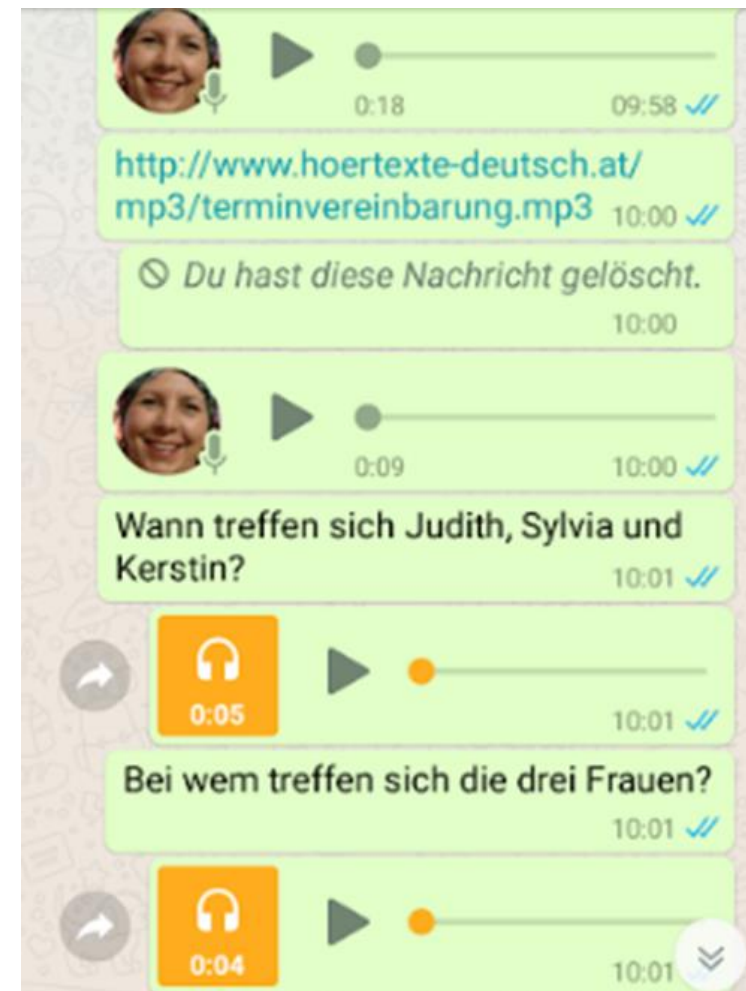 0:18 09:58
http://www.hoertexte-deutsch.at/
mp3/terminvereinbarung.mp3 10:00
Du hast diese Nachricht gelöscht.
10:00
0:09 10:00
Wann treffen sich Judith, Sylvia und
Kerstin? 10:01
0:05 10:01
Bei wem treffen sich die drei Frauen?
10:01
0:04 10:01